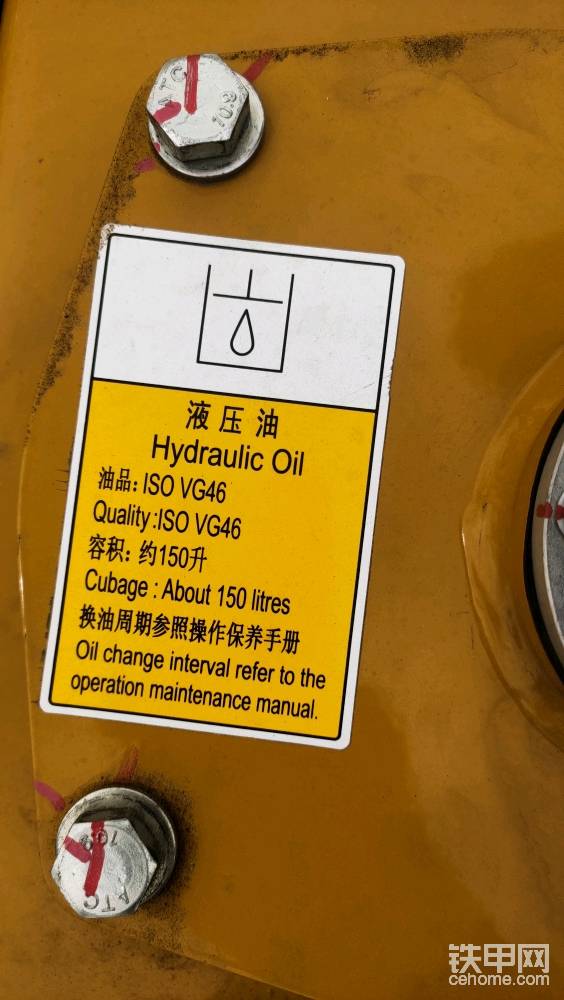 ATC
10.9
液压油
Hydraulic Oil
油品：ISO VG46
Quality:ISO VG46
容积：约150升
Cubage : About 150 litres
换油周期参照操作保养手册
Oil change interval refer to the
operation maintenance manual.
10.9
ATC
铁甲网
cehome.com